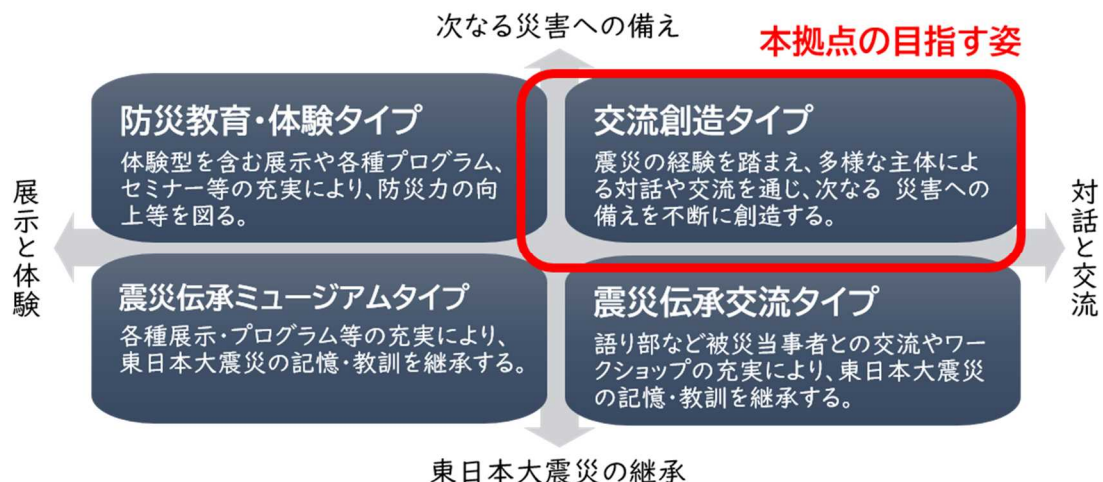 次なる災害への備え
本拠点の目指す姿
防災教育・体験タイプ
体験型を含む展示や各種プログラム、
セミナー等の充実により、防災力の向
上等を図る。
交流創造タイプ
震災の経験を踏まえ、多様な主体によ
る対話や交流を通じ、次なる 災害への
備えを不断に創造する。
展示と体験
対話と交流
震災伝承ミュージアムタイプ
各種展示・プログラム等の充実により、
東日本大震災の記憶・教訓を継承する。
震災伝承交流タイプ
語り部など被災当事者との交流やワー
クショップの充実により、東日本大震災
の記憶・教訓を継承する。
東日本大震災の継承